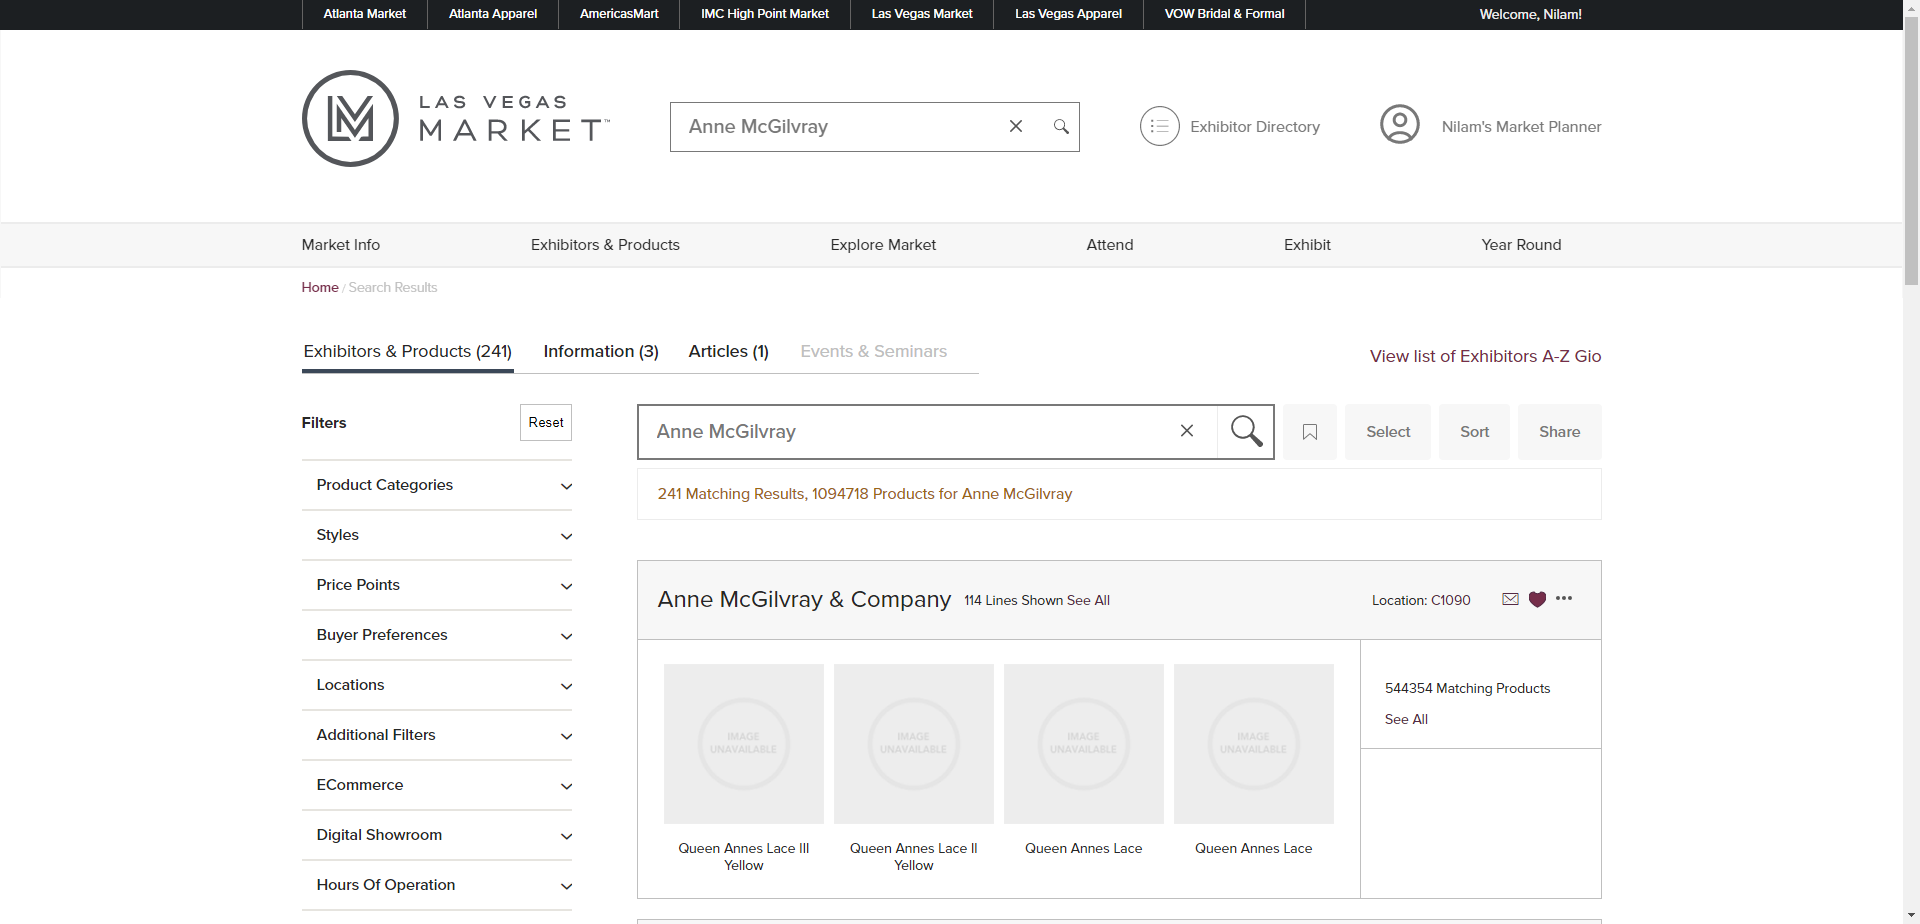 Atlanta Market
Atlanta Apparel
AmericasMart
IMC High Point Market
Las Vegas Market
Las Vegas Apparel
VOW Bridal & Formal
Welcome, Nilam!
LAS VEGAS
MARKET™
Anne McGilvray
Exhibitor Directory
Nilam's Market Planner
Market Info
Exhibitors & Products
Explore Market
Attend
Exhibit
Year Round
Home / Search Results
Exhibitors & Products (241)
Information (3)
Articles (1)
Events & Seminars
View list of Exhibitors A-Z Gio
Filters
Reset
Product Categories
Styles
Price Points
Buyer Preferences
Locations
Additional Filters
ECommerce
Digital Showroom
Hours Of Operation
Anne McGilvray
Select
Sort
Share
241 Matching Results, 1094718 Products for Anne McGilvray
Anne McGilvray & Company
114 Lines Shown See All
Location: C1090
IMAGE
UNAVAILABLE
IMAGE
UNAVAILABLE
IMAGE
UNAVAILABLE
IMAGE
UNAVAILABLE
Queen Annes Lace III
Yellow
Queen Annes Lace II
Yellow
Queen Annes Lace
Queen Annes Lace
544354 Matching Products
See All